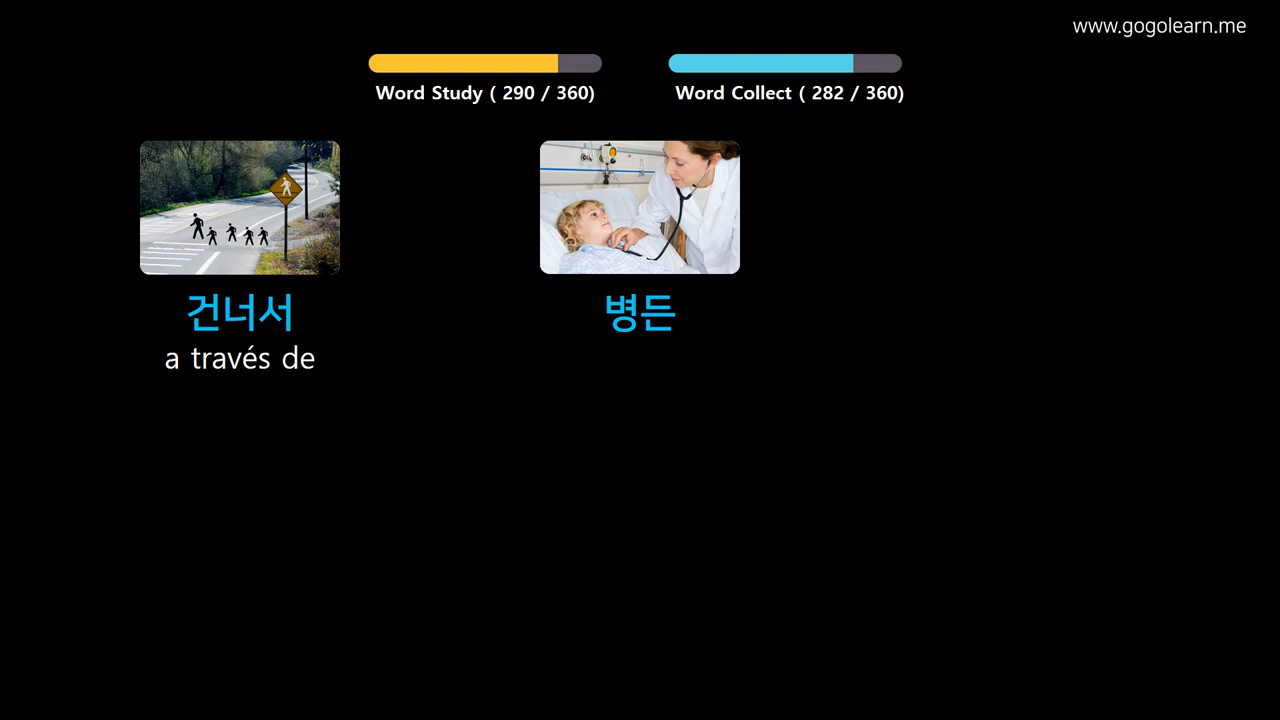 www.gogolearn.me
Word Study ( 290 / 360)
Word Collect ( 282 / 360)
건너서
a través de
병든